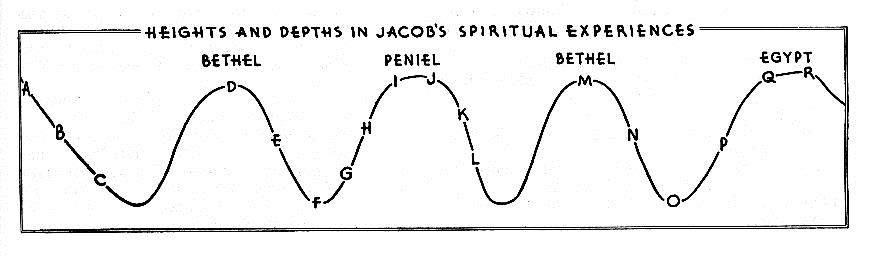 HEIGHTS AND DEPTHS IN JACOB'S SPIRITUAL EXPERIENCES
BETHEL PENIEL BETHEL EGYPT
A B C D E F G H I J K L M N O P Q R